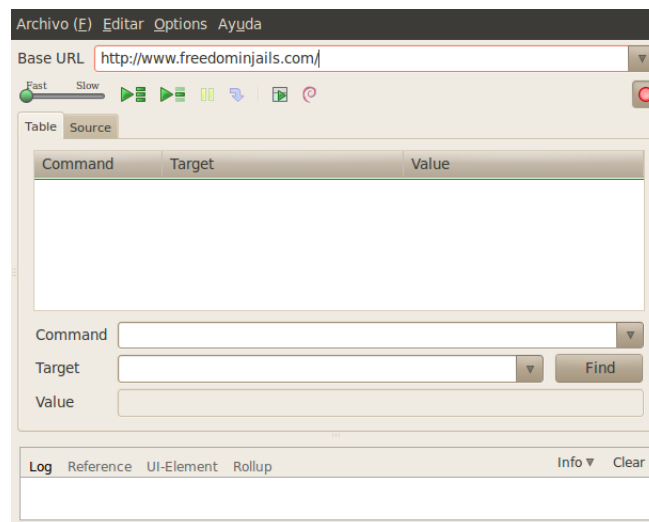 Archivo (F) Editar Options Ayuda
Base URL http://www.freedominjails.com/
Fast Slow
Table Source
Command Target Value
Command
Target Find
Value
Log Reference UI-Element Rollup Info Clear